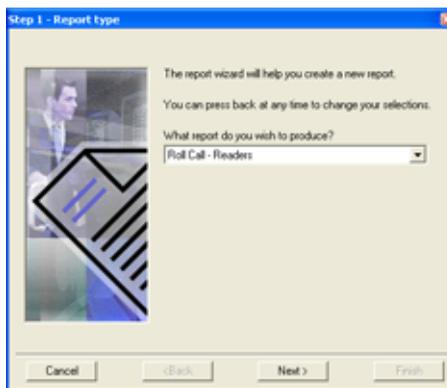 Step 1 - Report type
The report wizard will help you create a new report.
You can press back at any time to change your selections.
What report do you wish to produce?
Roll Call - Readers
Cancel
<Back
Next >
Finish